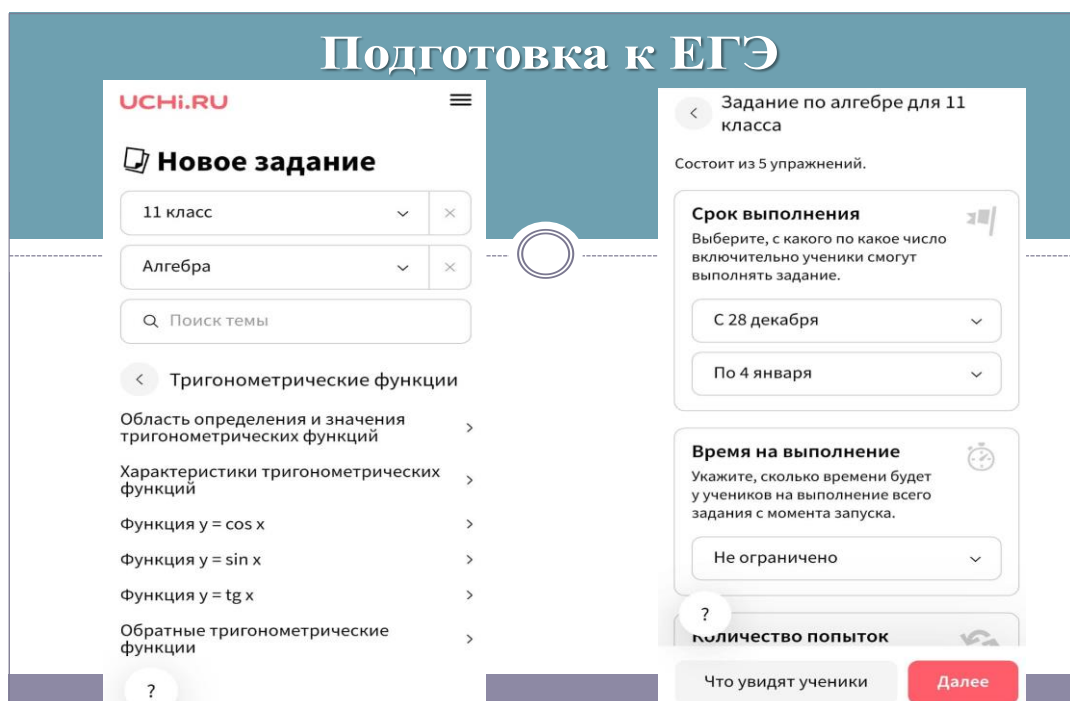 Подготовка к ЕГЭ
UCHi.RU
Новое задание
11 класс
Алгебра
Поиск темы
Тригонометрические функции
Область определения и значения
тригонометрических функций
Характеристики тригонометрических
функций
Функция y = cos x
Функция y = sin x
Функция y = tg x
Обратные тригонометрические
функции
?
Задание по алгебре для 11
класса
Состоит из 5 упражнений.
Срок выполнения
Выберите, с какого по какое число
включительно ученики смогут
выполнять задание.
С 28 декабря
По 4 января
Время на выполнение
Укажите, сколько времени будет
у учеников на выполнение всего
задания с момента запуска.
Не ограничено
?
Количество попыток
Что увидят ученики
Далее